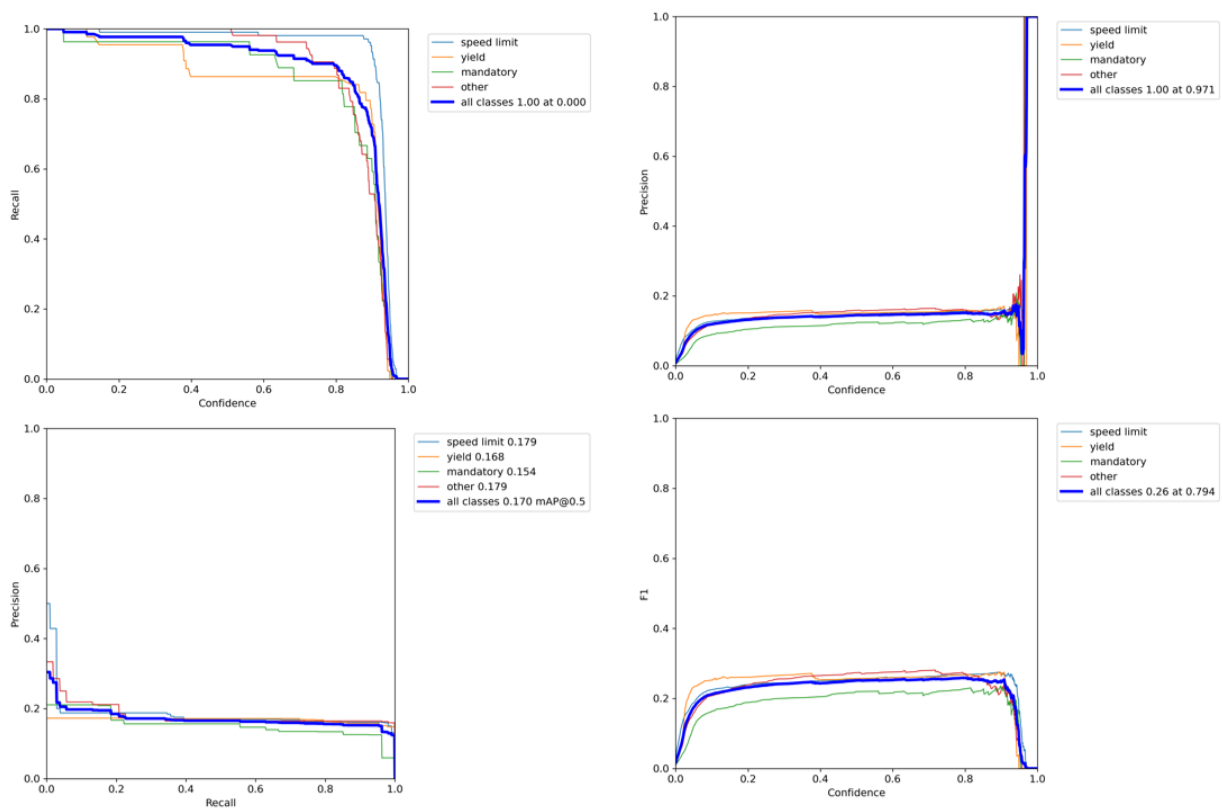 1.0
0.8
0.6
0.4
0.2
0.0
Recall
0.0 0.2 0.4 0.6 0.8 1.0
Confidence
speed limit
yield
mandatory
other
all classes 1.00 at 0.000
1.0
0.8
0.6
0.4
0.2
0.0
Precision
0.0 0.2 0.4 0.6 0.8 1.0
Confidence
speed limit
yield
mandatory
other
all classes 1.00 at 0.971
1.0
0.8
0.6
0.4
0.2
0.0
Precision
0.0 0.2 0.4 0.6 0.8 1.0
Recall
speed limit 0.179
yield 0.168
mandatory 0.154
other 0.179
all classes 0.170 mAP@0.5
1.0
0.8
0.6
0.4
0.2
0.0
F1
0.0 0.2 0.4 0.6 0.8 1.0
Confidence
speed limit
yield
mandatory
other
all classes 0.26 at 0.794